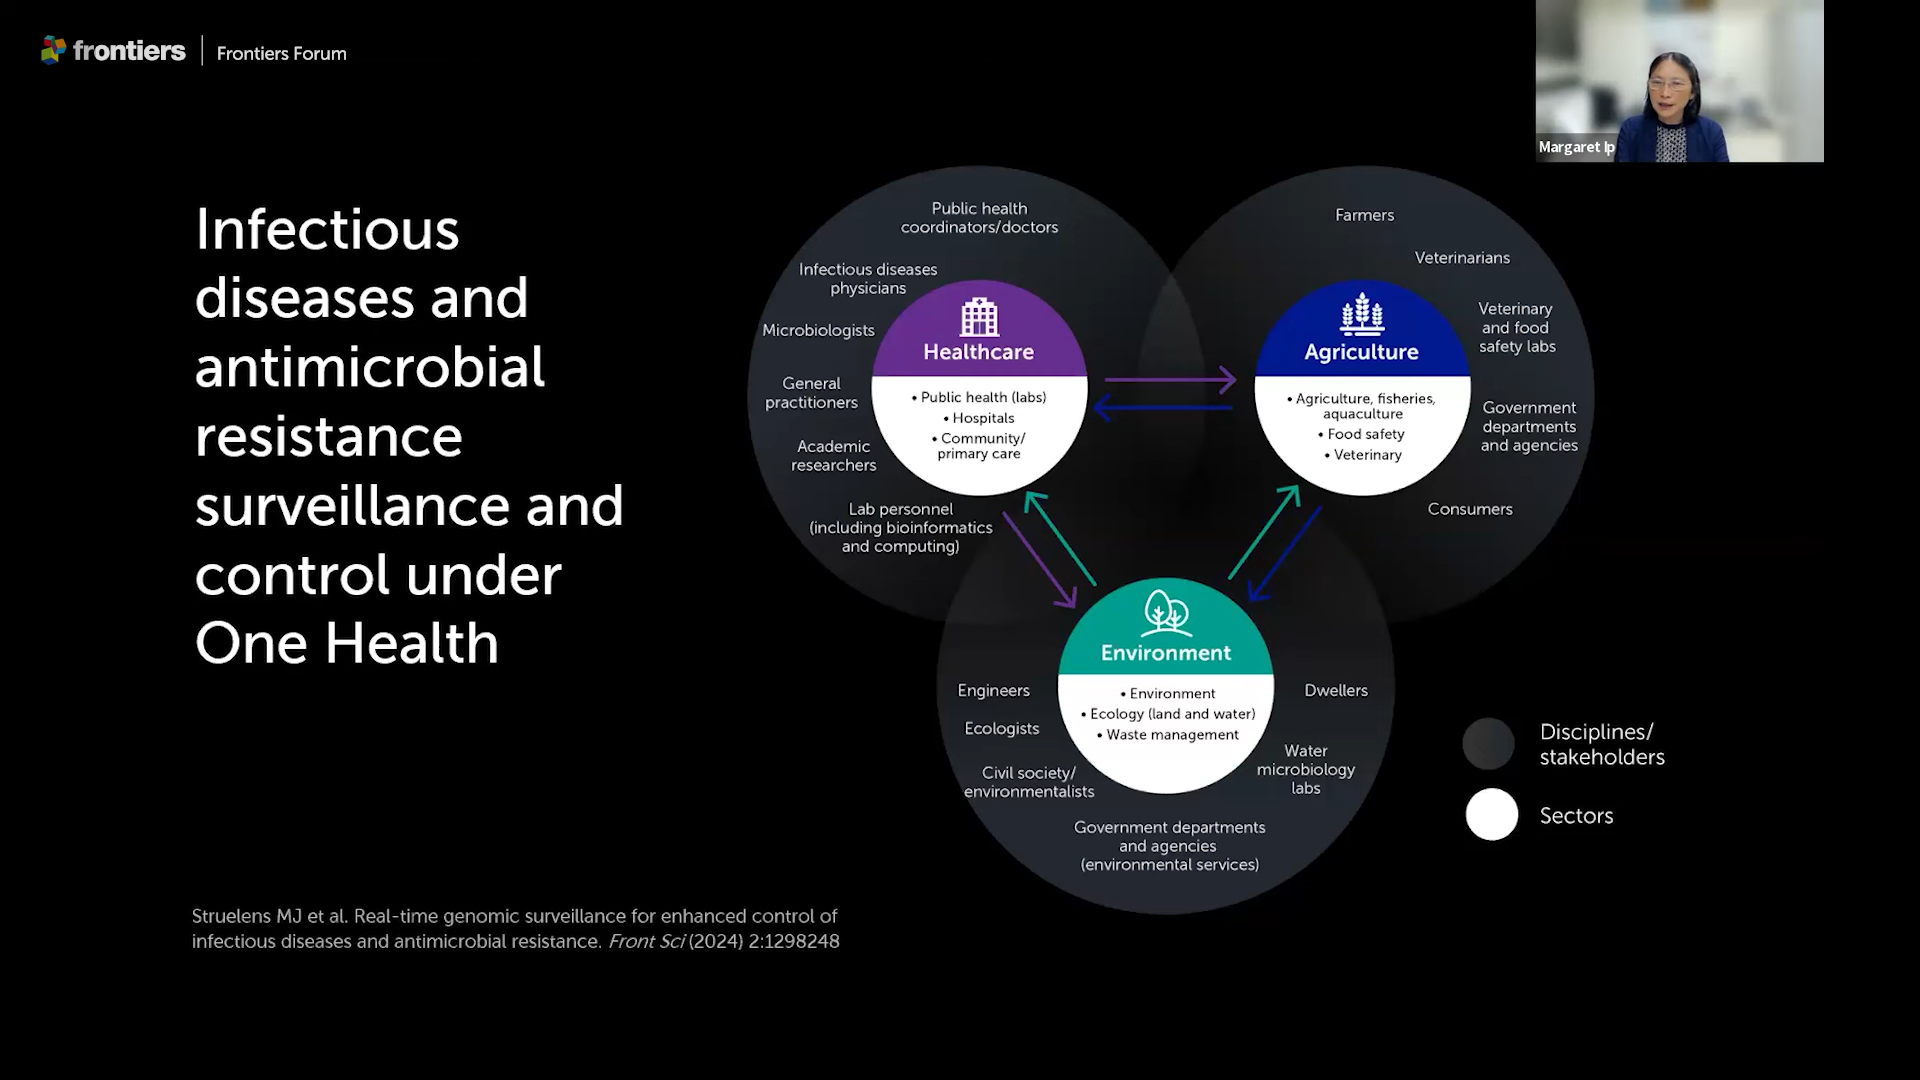 frontiers
Frontiers Forum
Margaret Ip
Infectious
diseases and
antimicrobial
resistance
surveillance and
control under
One Health
Public health
coordinators/doctors
Infectious diseases
physicians
Microbiologists
General
practitioners
Academic
researchers
Lab personnel
(including bioinformatics
and computing)
Healthcare
• Public health (labs)
• Hospitals
• Community/
primary care
Farmers
Veterinarians
Veterinary
and food
safety labs
Government
departments
and agencies
Consumers
Agriculture
• Agriculture, fisheries,
aquaculture
• Food safety
• Veterinary
Environment
• Environment
• Ecology (land and water)
• Waste management
Engineers
Ecologists
Civil society/
environmentalists
Government departments
and agencies
(environmental services)
Dwellers
Water
microbiology
labs
Disciplines/
stakeholders
Sectors
Struelens MJ et al. Real-time genomic surveillance for enhanced control of
infectious diseases and antimicrobial resistance. Front Sci (2024) 2:1298248